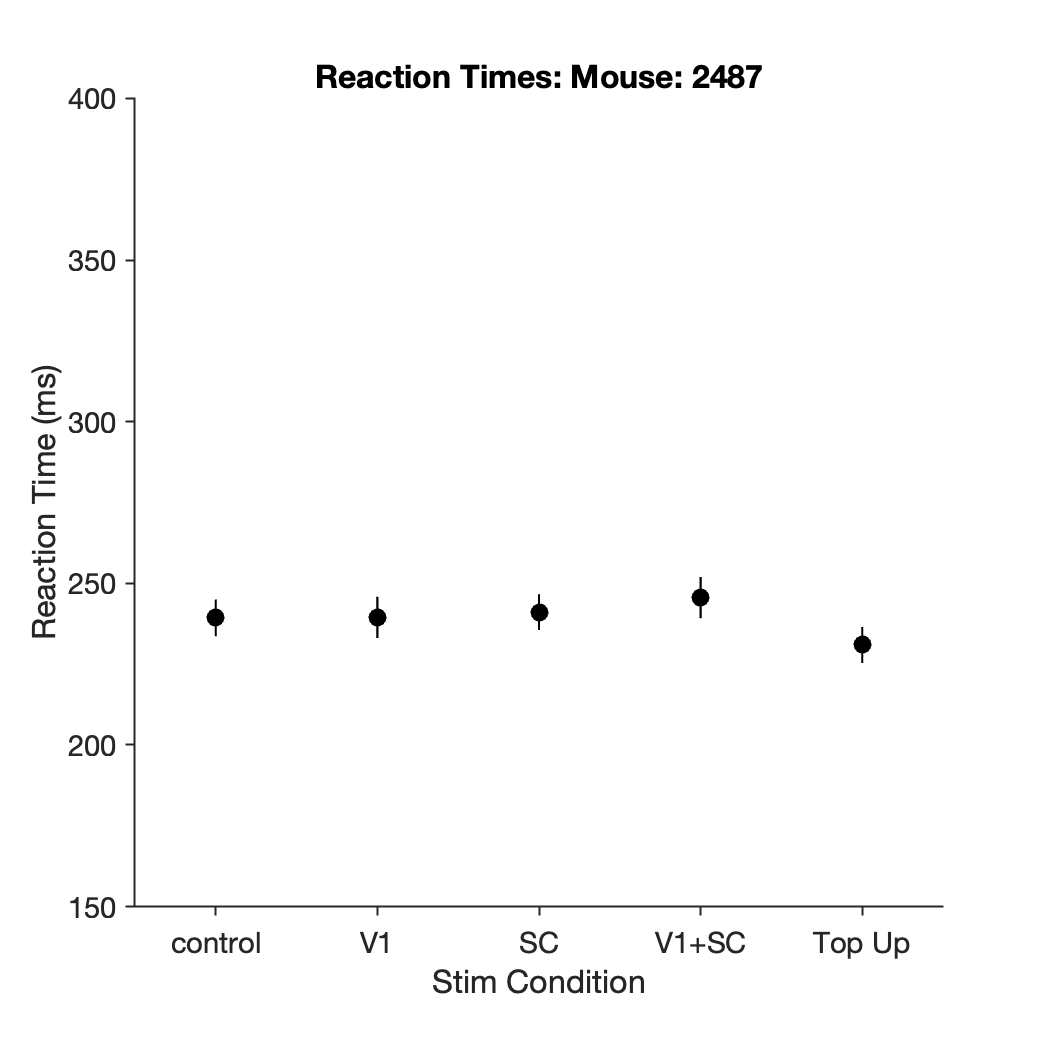 Reaction Times: Mouse: 2487
400
350
300
250
200
150
Reaction Time (ms)
control V1 SC V1+SC Top Up
Stim Condition